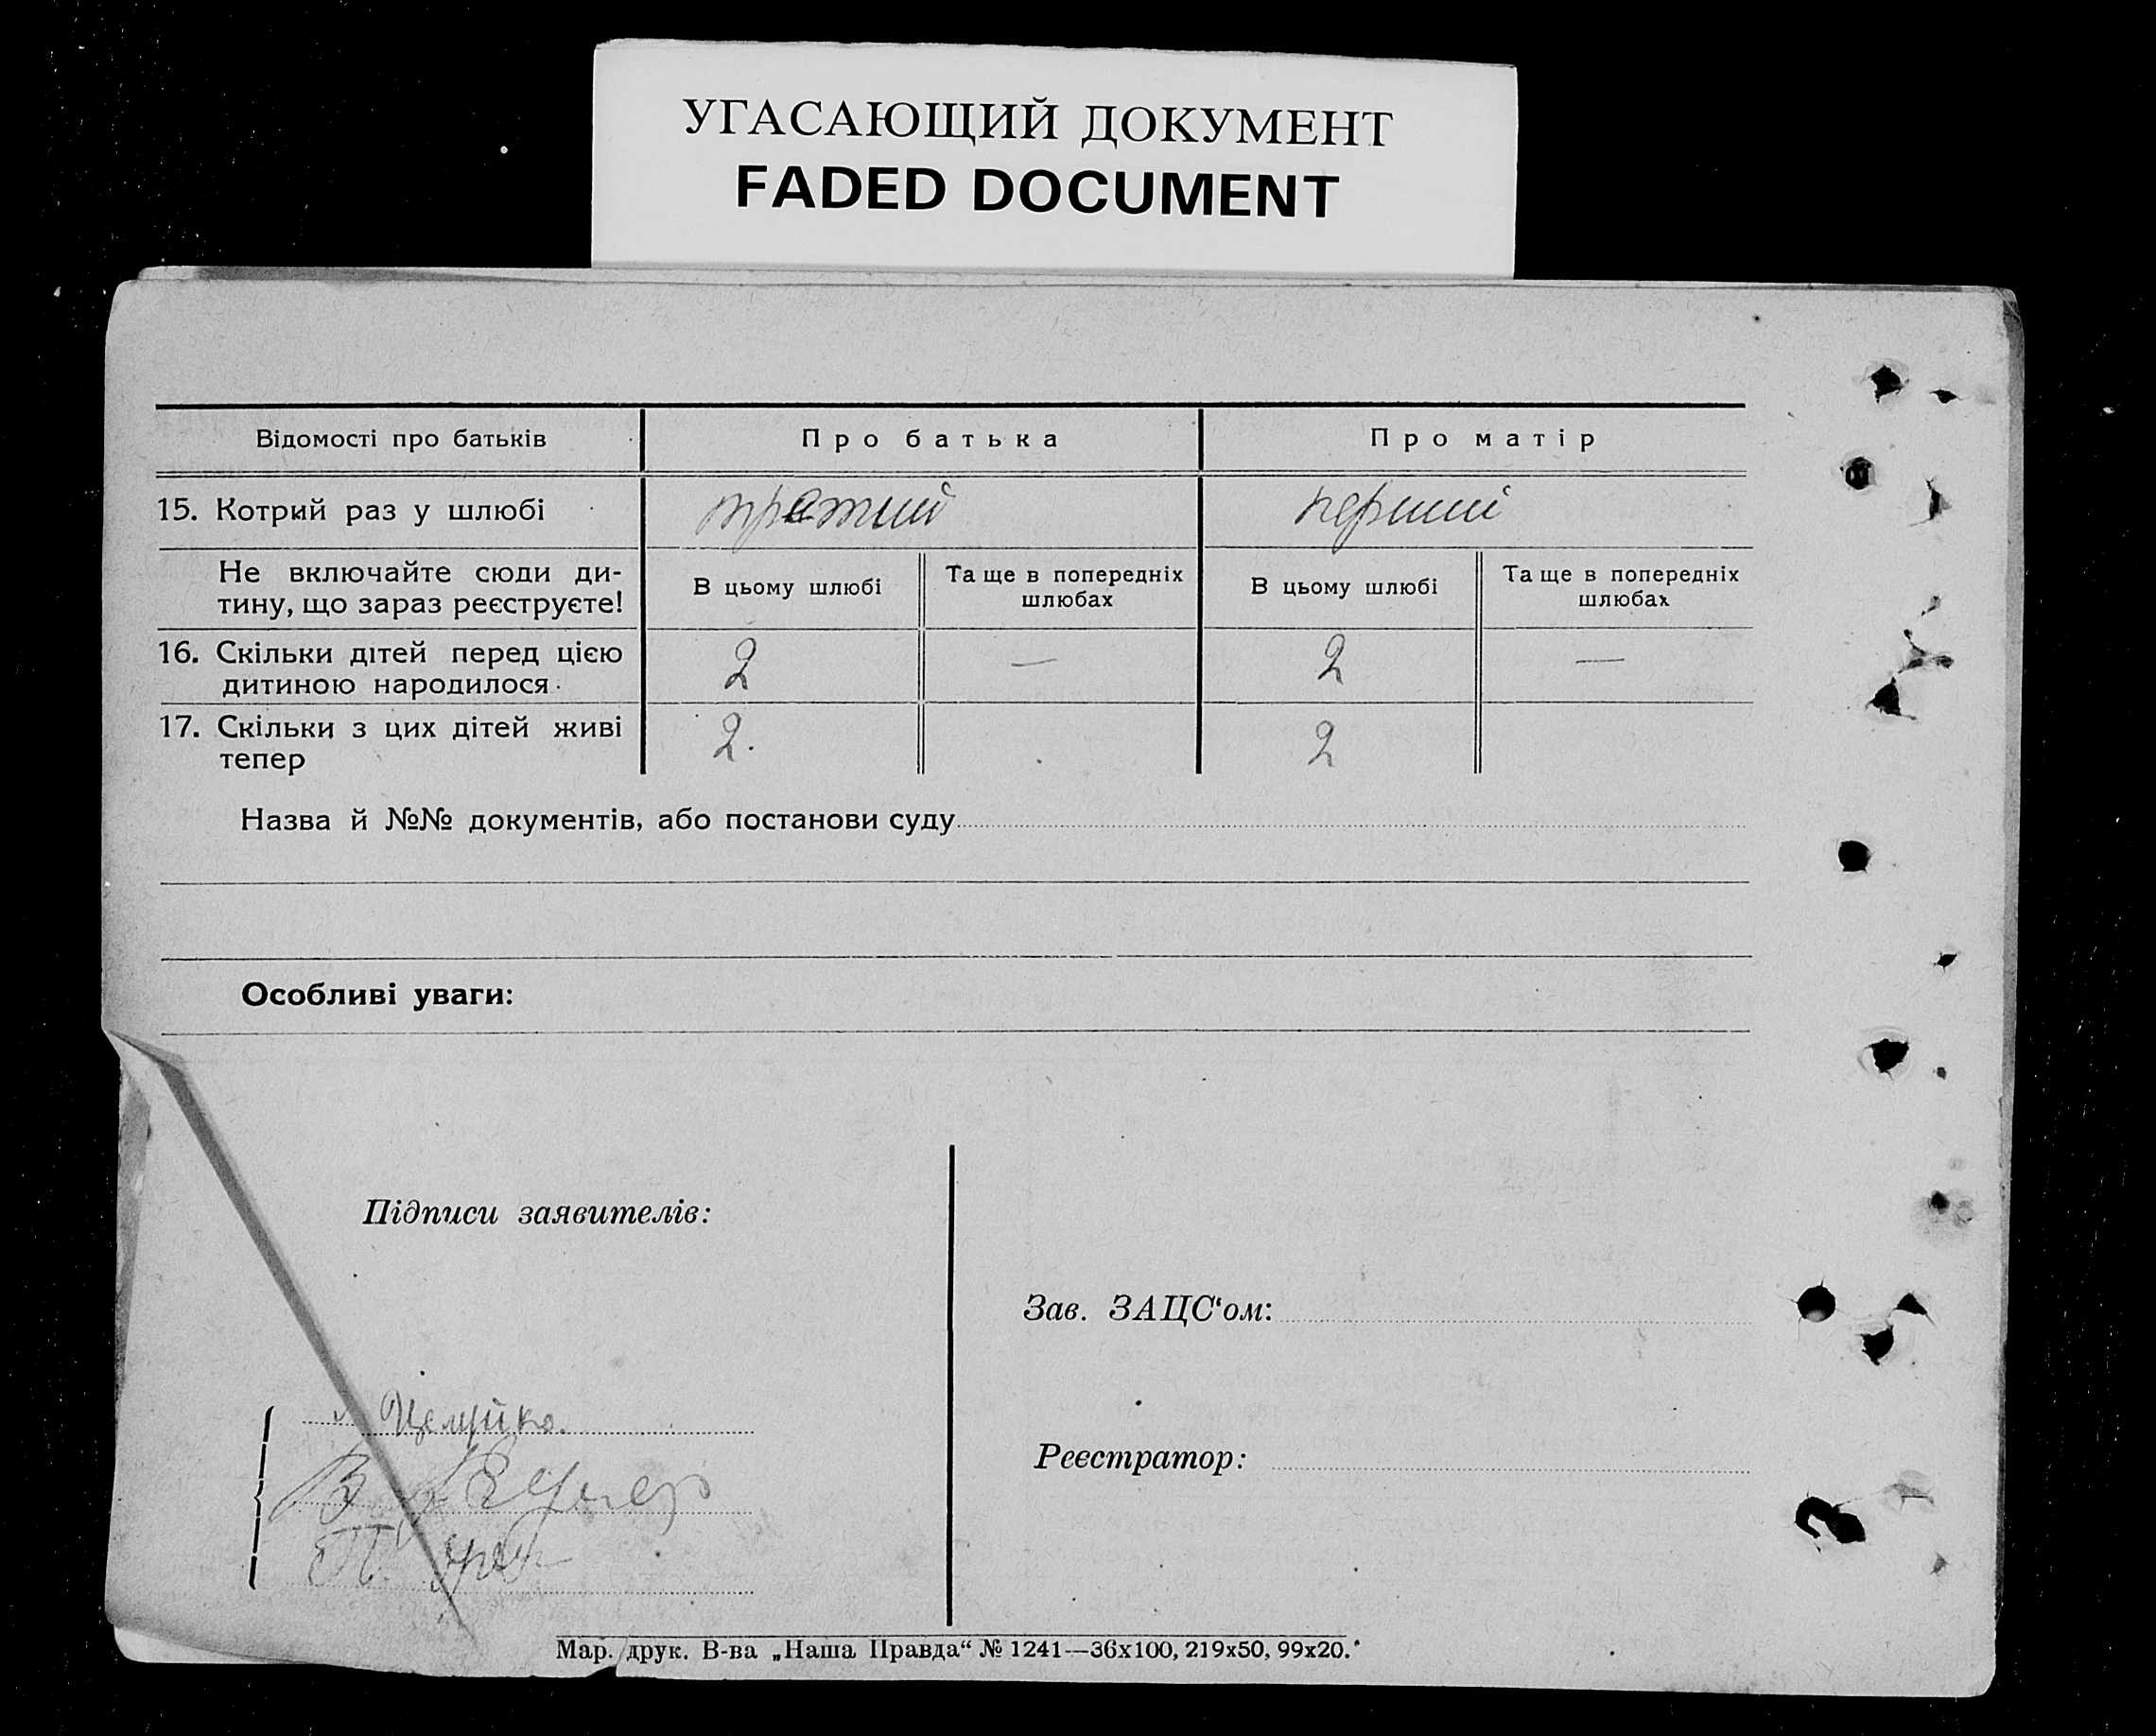 УГАСАЮЩИЙ ДОКУМЕНТ
FADED DOCUMENT
Відомості про батьків
Про батька
Про матір
15. Котрий раз у шлюбі
третий
перший
Не включайте сюди ди-
тину, що зараз реєструєте!
В цьому шлюбі
Та ще в попередніх
шлюбах
В цьому шлюбі
Та ще в попередніх
шлюбах
16. Скільки дітей перед цією
дитиною народилося
2
—
2
—
17. Скільки з цих дітей живі
тепер
2.
2
Назва й №№ документів, або постанови суду
Особливі уваги:
Підписи заявителів:
Зав. ЗАЦС‘ом:
Реєстратор:
В
П.
Мар. друк. В-ва „Наша Правда“ № 1241—36х100, 219х50, 99х20.